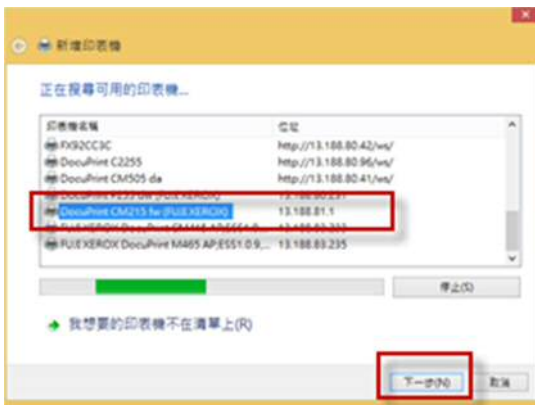 新增印表機
正在搜尋可用的印表機...
印表機名稱 位址
FX92CC3C http://13.188.80.42/ws/
DocuPrint C2255 http://13.188.80.96/ws/
DocuPrint CM505 da http://13.188.80.41/ws/
DocuPrint CM215 fw (FUJI XEROX) 13.188.81.1
FUJI XEROX DocuPrint M465 AP;ESS1.0.9,... 13.188.83.235
停止(S)
我想要的印表機不在清單上(R)
下一步(N) 取消